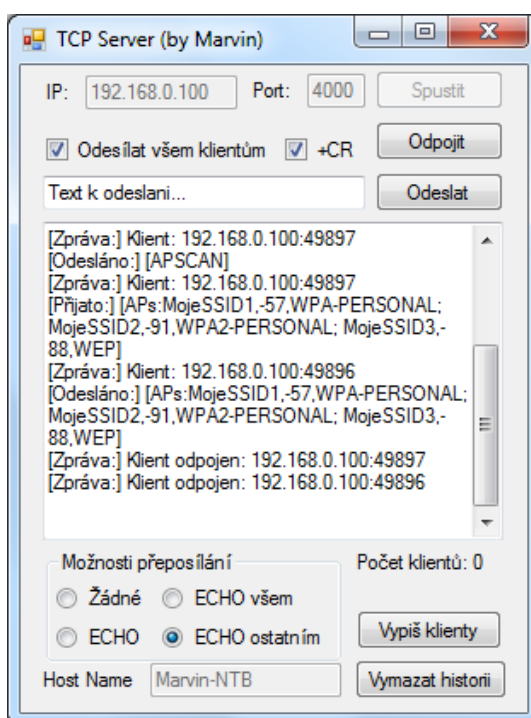 TCP Server (by Marvin)
IP: 192.168.0.100 Port: 4000 Spustit
Odesílat všem klientům +CR Odpojit
Text k odeslani... Odeslat
[Zpráva:] Klient: 192.168.0.100:49897
[Odesláno:] [APSCAN]
[Zpráva:] Klient: 192.168.0.100:49897
[Přijato:] [APs:MojeSSID1,-57,WPA-PERSONAL;
MojeSSID2,-91,WPA2-PERSONAL; MojeSSID3,-
88,WEP]
[Zpráva:] Klient: 192.168.0.100:49896
[Odesláno:] [APs:MojeSSID1,-57,WPA-PERSONAL;
MojeSSID2,-91,WPA2-PERSONAL; MojeSSID3,-
88,WEP]
[Zpráva:] Klient odpojen: 192.168.0.100:49897
[Zpráva:] Klient odpojen: 192.168.0.100:49896
Možnosti přeposílání Počet klientů: 0
Žádné ECHO všem
ECHO ECHO ostatním Vypiš klienty
Host Name Marvin-NTB Vymazat historii